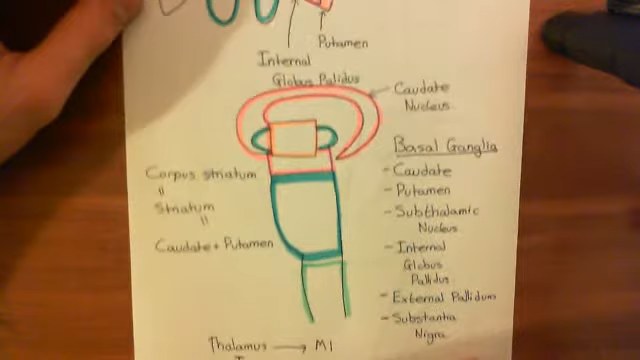 Putamen
Internal
Globus Palidus
Caudate
Nucleus
Basal Ganglia
Corpus striatum
=
Striatum
=
Caudate + Putamen
- Caudate
- Putamen
- Subthalamic
Nucleus
- Internal
Globus
Pallidus
- External Pallidum
- Substantia
Nigra
Thalamus → M1